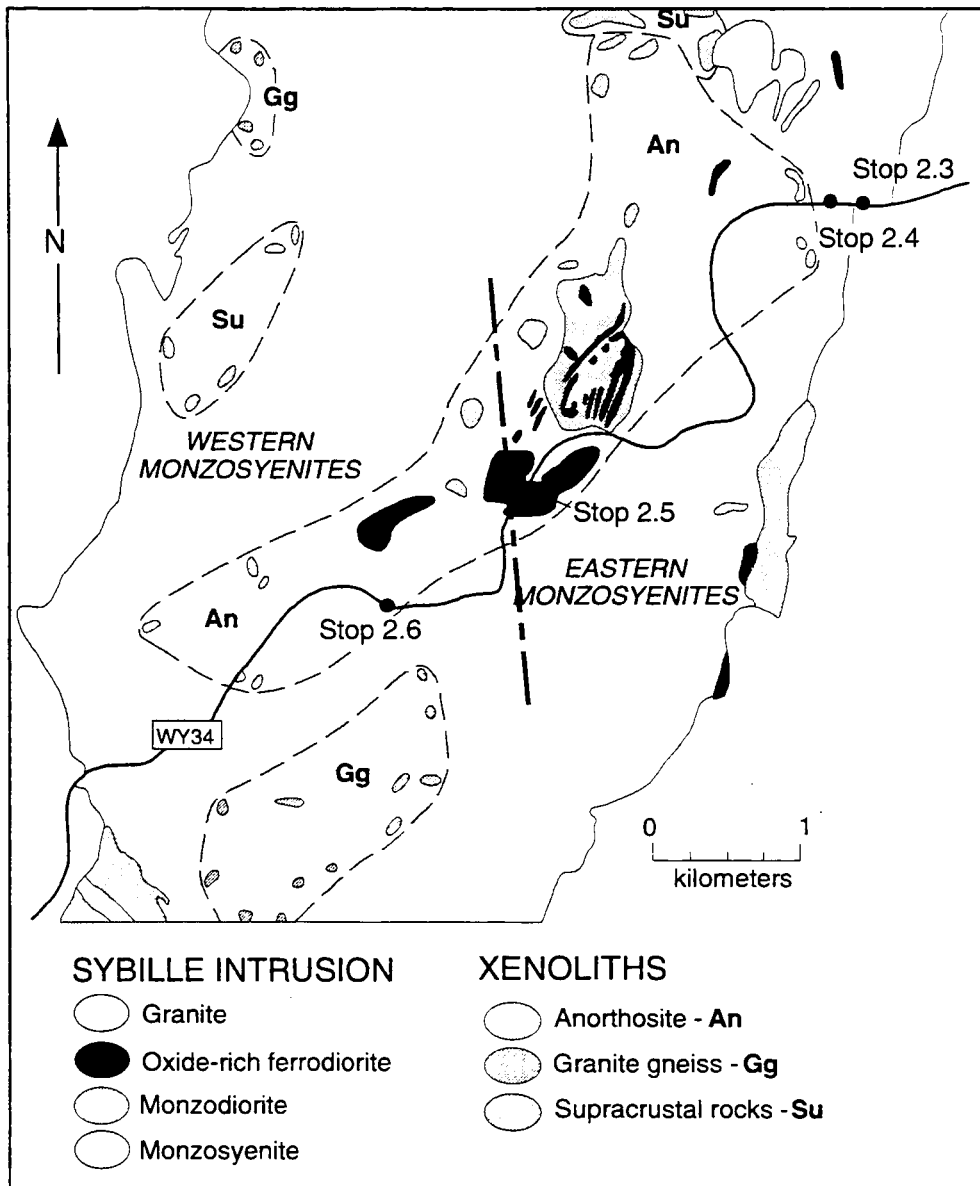 Su
Gg
An
Stop 2.3
N
Stop 2.4
Su
WESTERN
MONZOSYENITES
Stop 2.5
EASTERN
MONZOSYENITES
An
Stop 2.6
WY34
Gg
0 1
kilometers
SYBILLE INTRUSION
Granite
Oxide-rich ferrodiorite
Monzodiorite
Monzosyenite
XENOLITHS
Anorthosite - An
Granite gneiss - Gg
Supracrustal rocks - Su